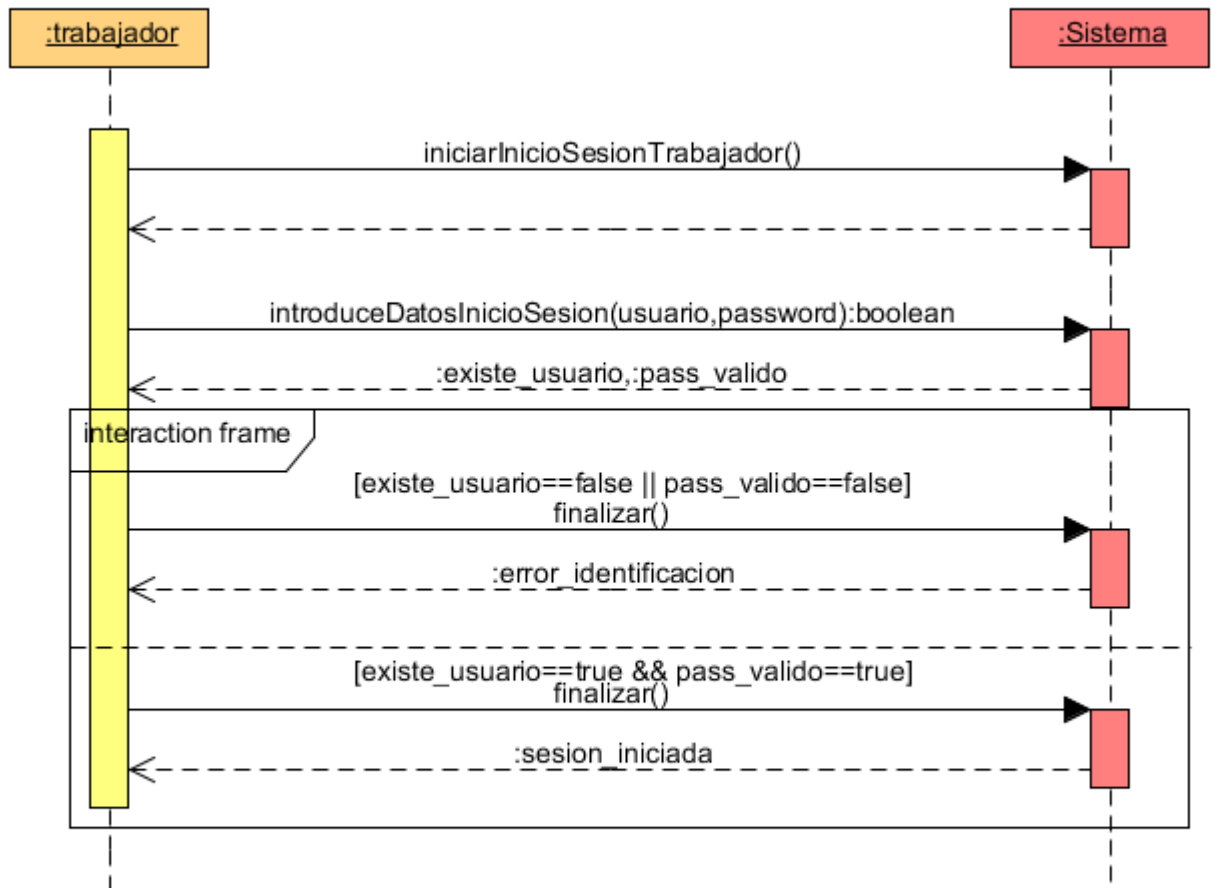 :trabajador
:Sistema
iniciarInicioSesionTrabajador()
introduceDatosInicioSesion(usuario,password):boolean
:existe_usuario,:pass_valido
interaction frame
[existe_usuario==false || pass_valido==false]
finalizar()
:error_identificacion
[existe_usuario==true && pass_valido==true]
finalizar()
:sesion_iniciada